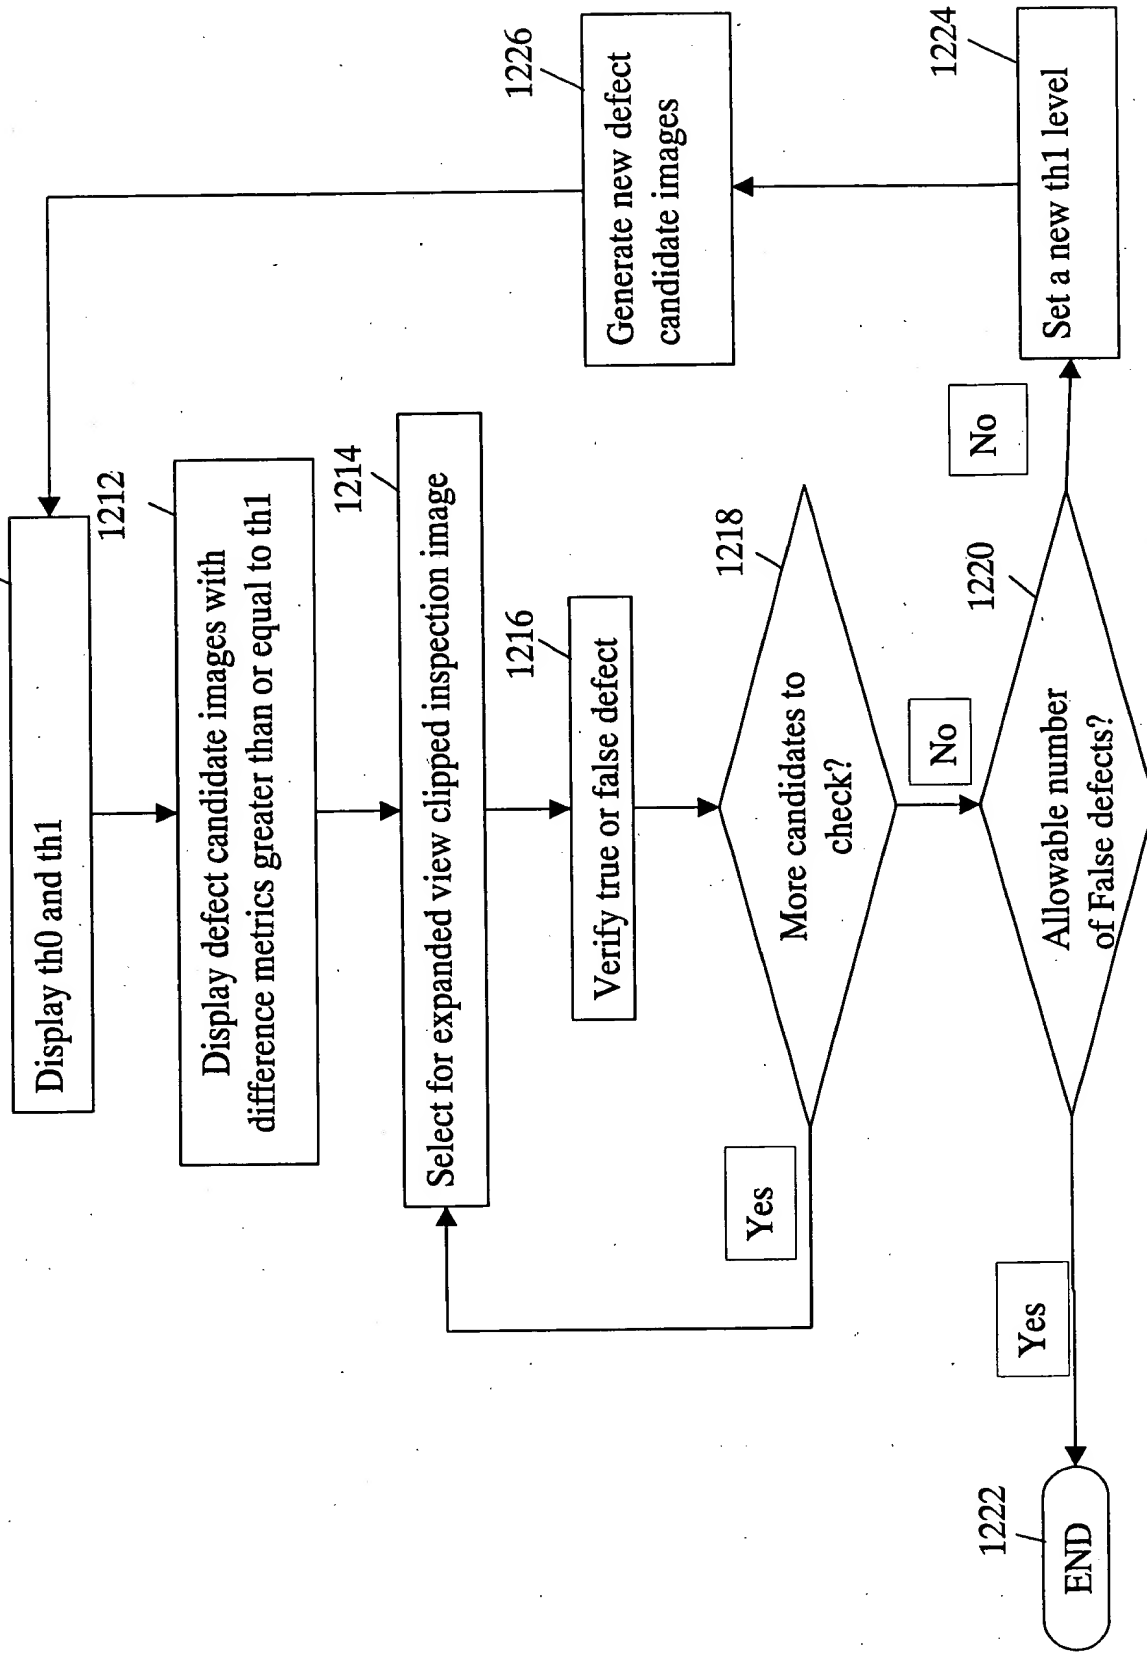 Display th0 and th1
1212
Display defect candidate images with
difference metrics greater than or equal to th1
1214
Select for expanded view clipped inspection image
1216
Verify true or false defect
1218
More candidates to
check?
Yes
No
1220
Allowable number
of False defects?
Yes
No
1222
END
1224
Set a new th1 level
1226
Generate new defect
candidate images